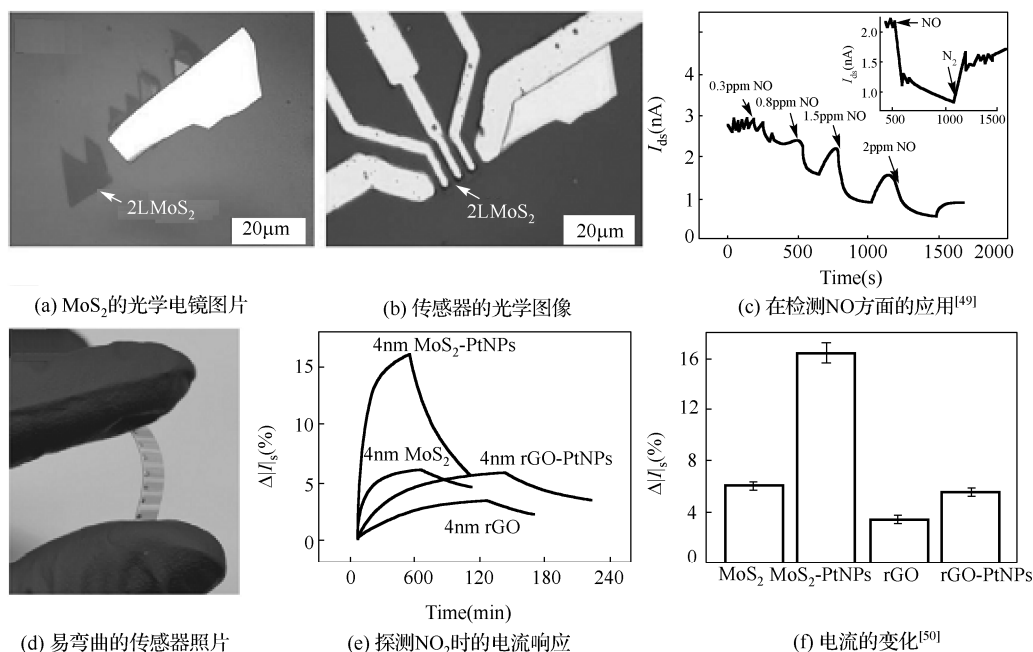 2LMoS₂
20μm
(a) MoS₂的光学电镜图片
2LMoS₂
20μm
(b) 传感器的光学图像
I_ds(nA)
5
4
3
2
1
0
0.3ppm NO
0.8ppm NO
1.5ppm NO
2ppm NO
I_ds(nA)
2.0
1.5
1.0
NO
N₂
500 1000
0 500 1000 1500 2000
Time(s)
(c) 在检测NO方面的应用[49]
(d) 易弯曲的传感器照片
Δ|I|s(%)
15
10
5
0
4nm MoS₂-PtNPs
4nm MoS₂
4nm rGO-PtNPs
4nm rGO
0 600 120 180 240
Time(min)
(e) 探测NO₂时的电流响应
Δ|I|s(%)
16
12
8
4
0
MoS₂ MoS₂-PtNPs rGO rGO-PtNPs
(f) 电流的变化[50]